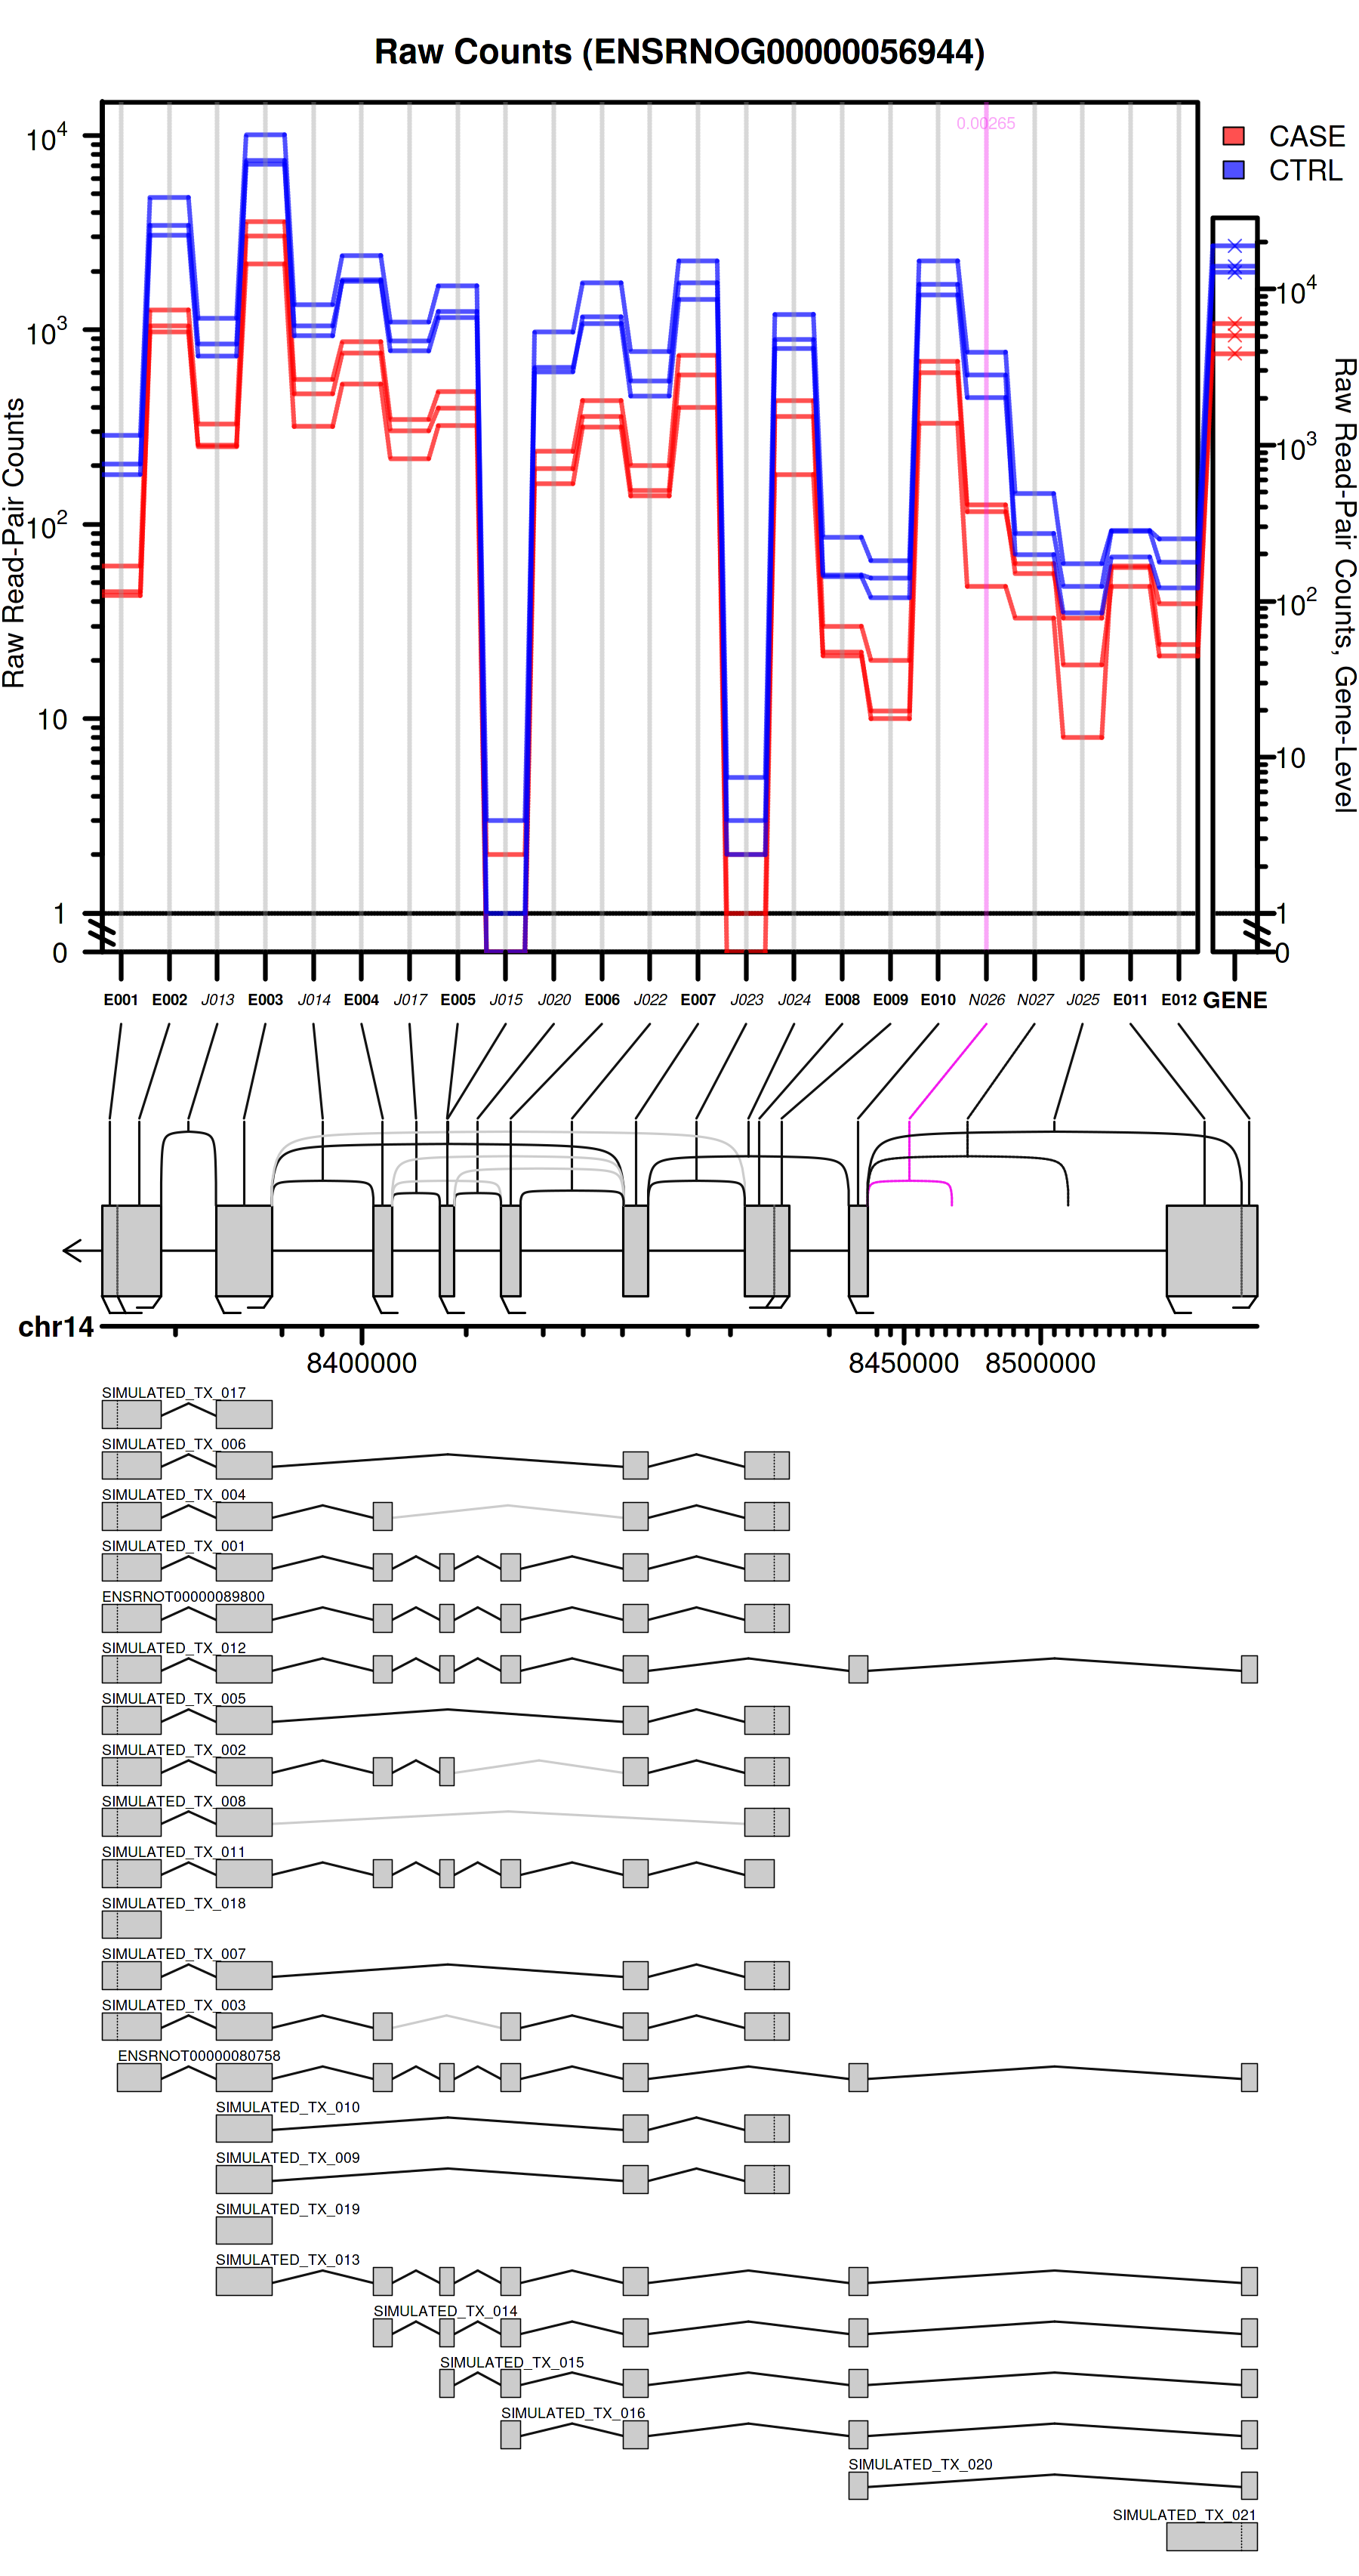 Raw Counts (ENSRNOG00000056944)
0.00265
CASE
CTRL
Raw Read-Pair Counts
10^4
10^3
10^2
10
1
0
10^4
10^3
10^2
10
1
0
Raw Read-Pair Counts, Gene-Level
E001 E002 J013 E003 J014 E004 J017 E005 J015 J020 E006 J022 E007 J023 J024 E008 E009 E010 N026 N027 J025 E011 E012 GENE
chr14
8400000 8450000 8500000
SIMULATED_TX_017
SIMULATED_TX_006
SIMULATED_TX_004
SIMULATED_TX_001
ENSRNOT00000089800
SIMULATED_TX_012
SIMULATED_TX_005
SIMULATED_TX_002
SIMULATED_TX_008
SIMULATED_TX_011
SIMULATED_TX_018
SIMULATED_TX_007
SIMULATED_TX_003
ENSRNOT00000080758
SIMULATED_TX_010
SIMULATED_TX_009
SIMULATED_TX_019
SIMULATED_TX_013
SIMULATED_TX_014
SIMULATED_TX_015
SIMULATED_TX_016
SIMULATED_TX_020
SIMULATED_TX_021